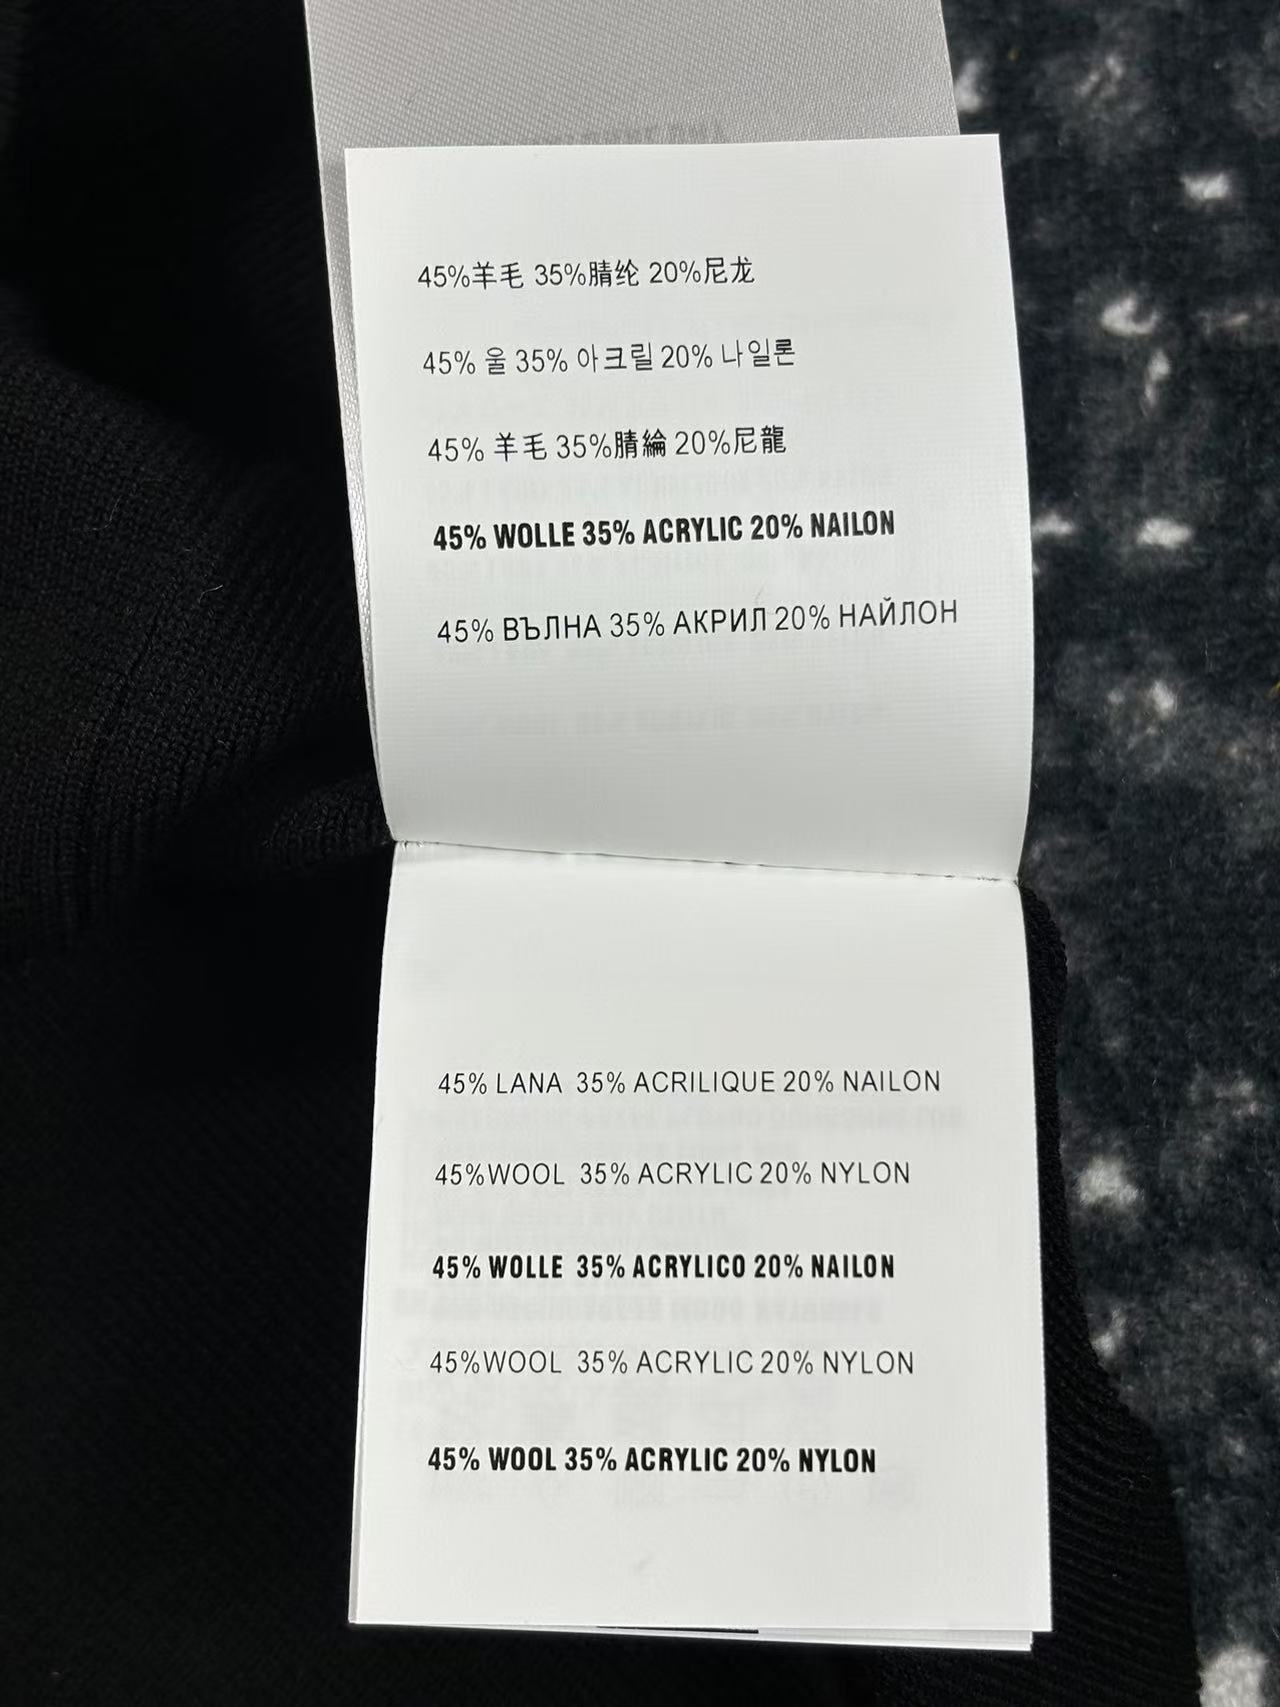 45%羊毛 35%腈纶 20%尼龙
45% 울 35% 아크릴 20% 나일론
45% 羊毛 35%腈綸 20%尼龍
45% WOLLE 35% ACRYLIC 20% NAILON
45% ВЪЛНА 35% АКРИЛ 20% НАЙЛОН
45% LANA 35% ACRILIQUE 20% NAILON
45%WOOL 35% ACRYLIC 20% NYLON
45% WOLLE 35% ACRYLICO 20% NAILON
45%WOOL 35% ACRYLIC 20% NYLON
45% WOOL 35% ACRYLIC 20% NYLON